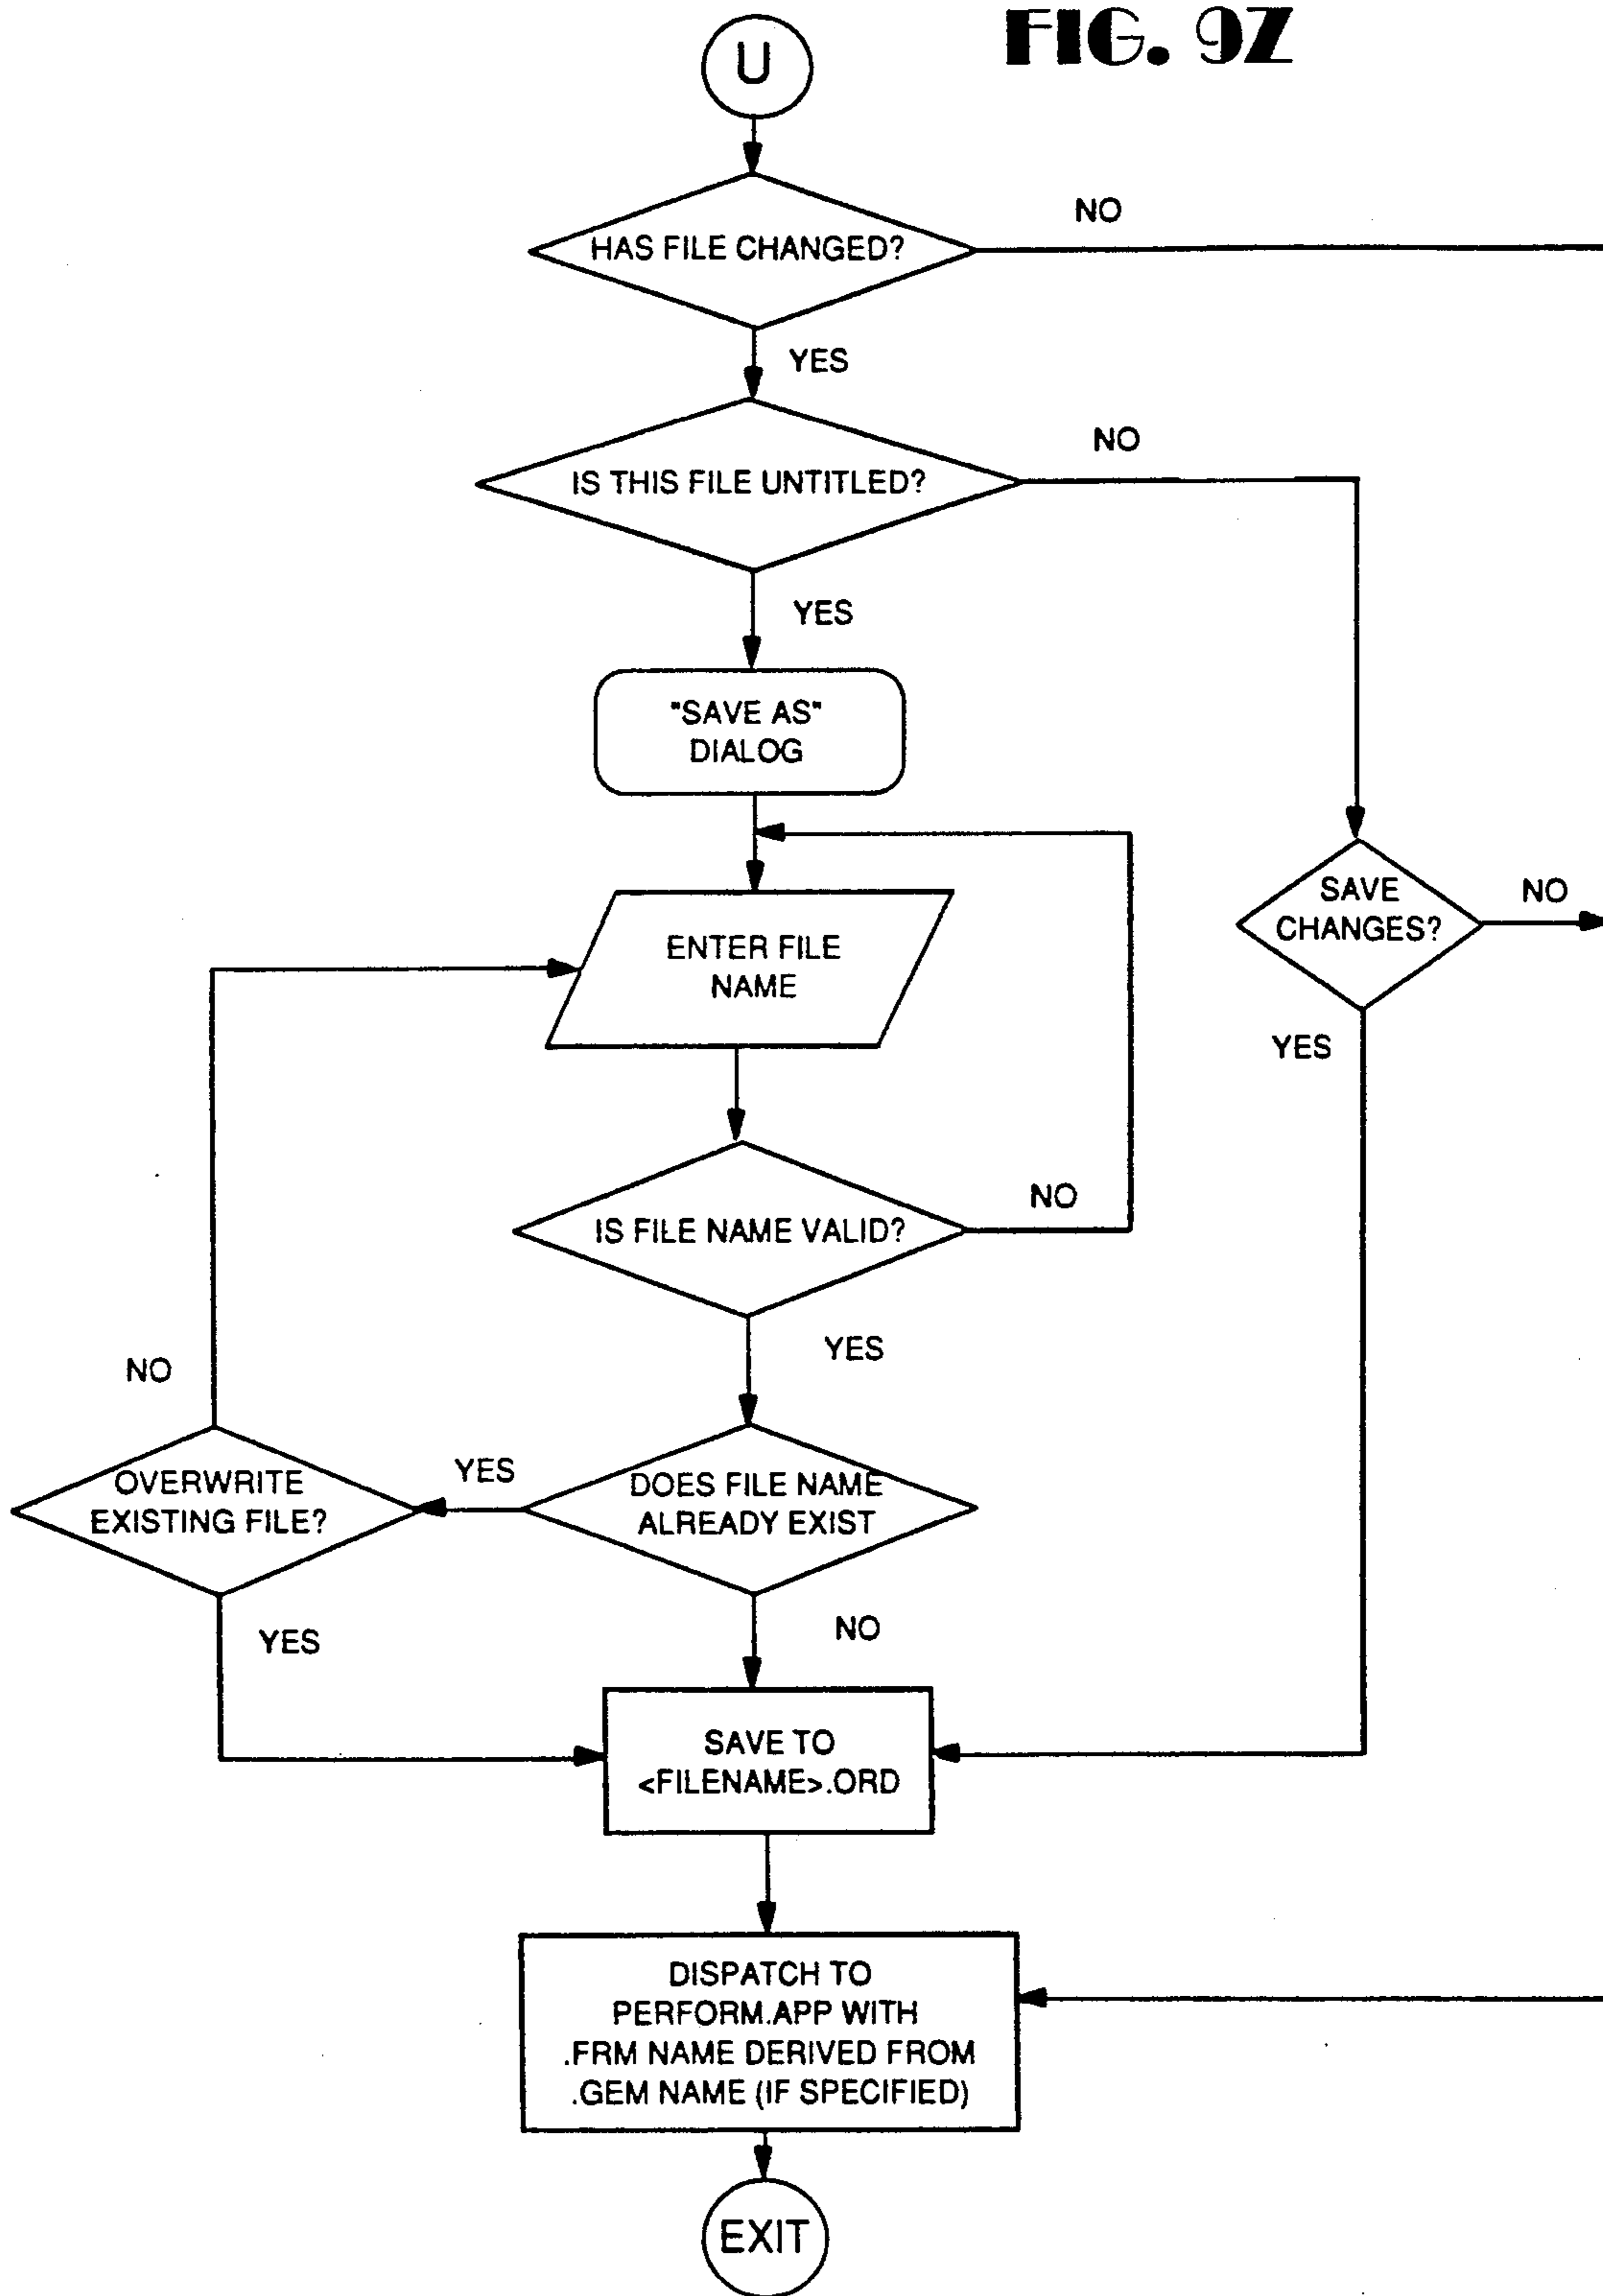 FIG. 9Z
U
HAS FILE CHANGED?
NO
YES
IS THIS FILE UNTITLED?
NO
YES
"SAVE AS"
DIALOG
ENTER FILE
NAME
SAVE
CHANGES?
NO
YES
IS FILE NAME VALID?
NO
YES
NO
OVERWRITE
EXISTING FILE?
YES
DOES FILE NAME
ALREADY EXIST
YES
NO
SAVE TO
<FILENAME>.ORD
DISPATCH TO
PERFORM.APP WITH
.FRM NAME DERIVED FROM
.GEM NAME (IF SPECIFIED)
EXIT